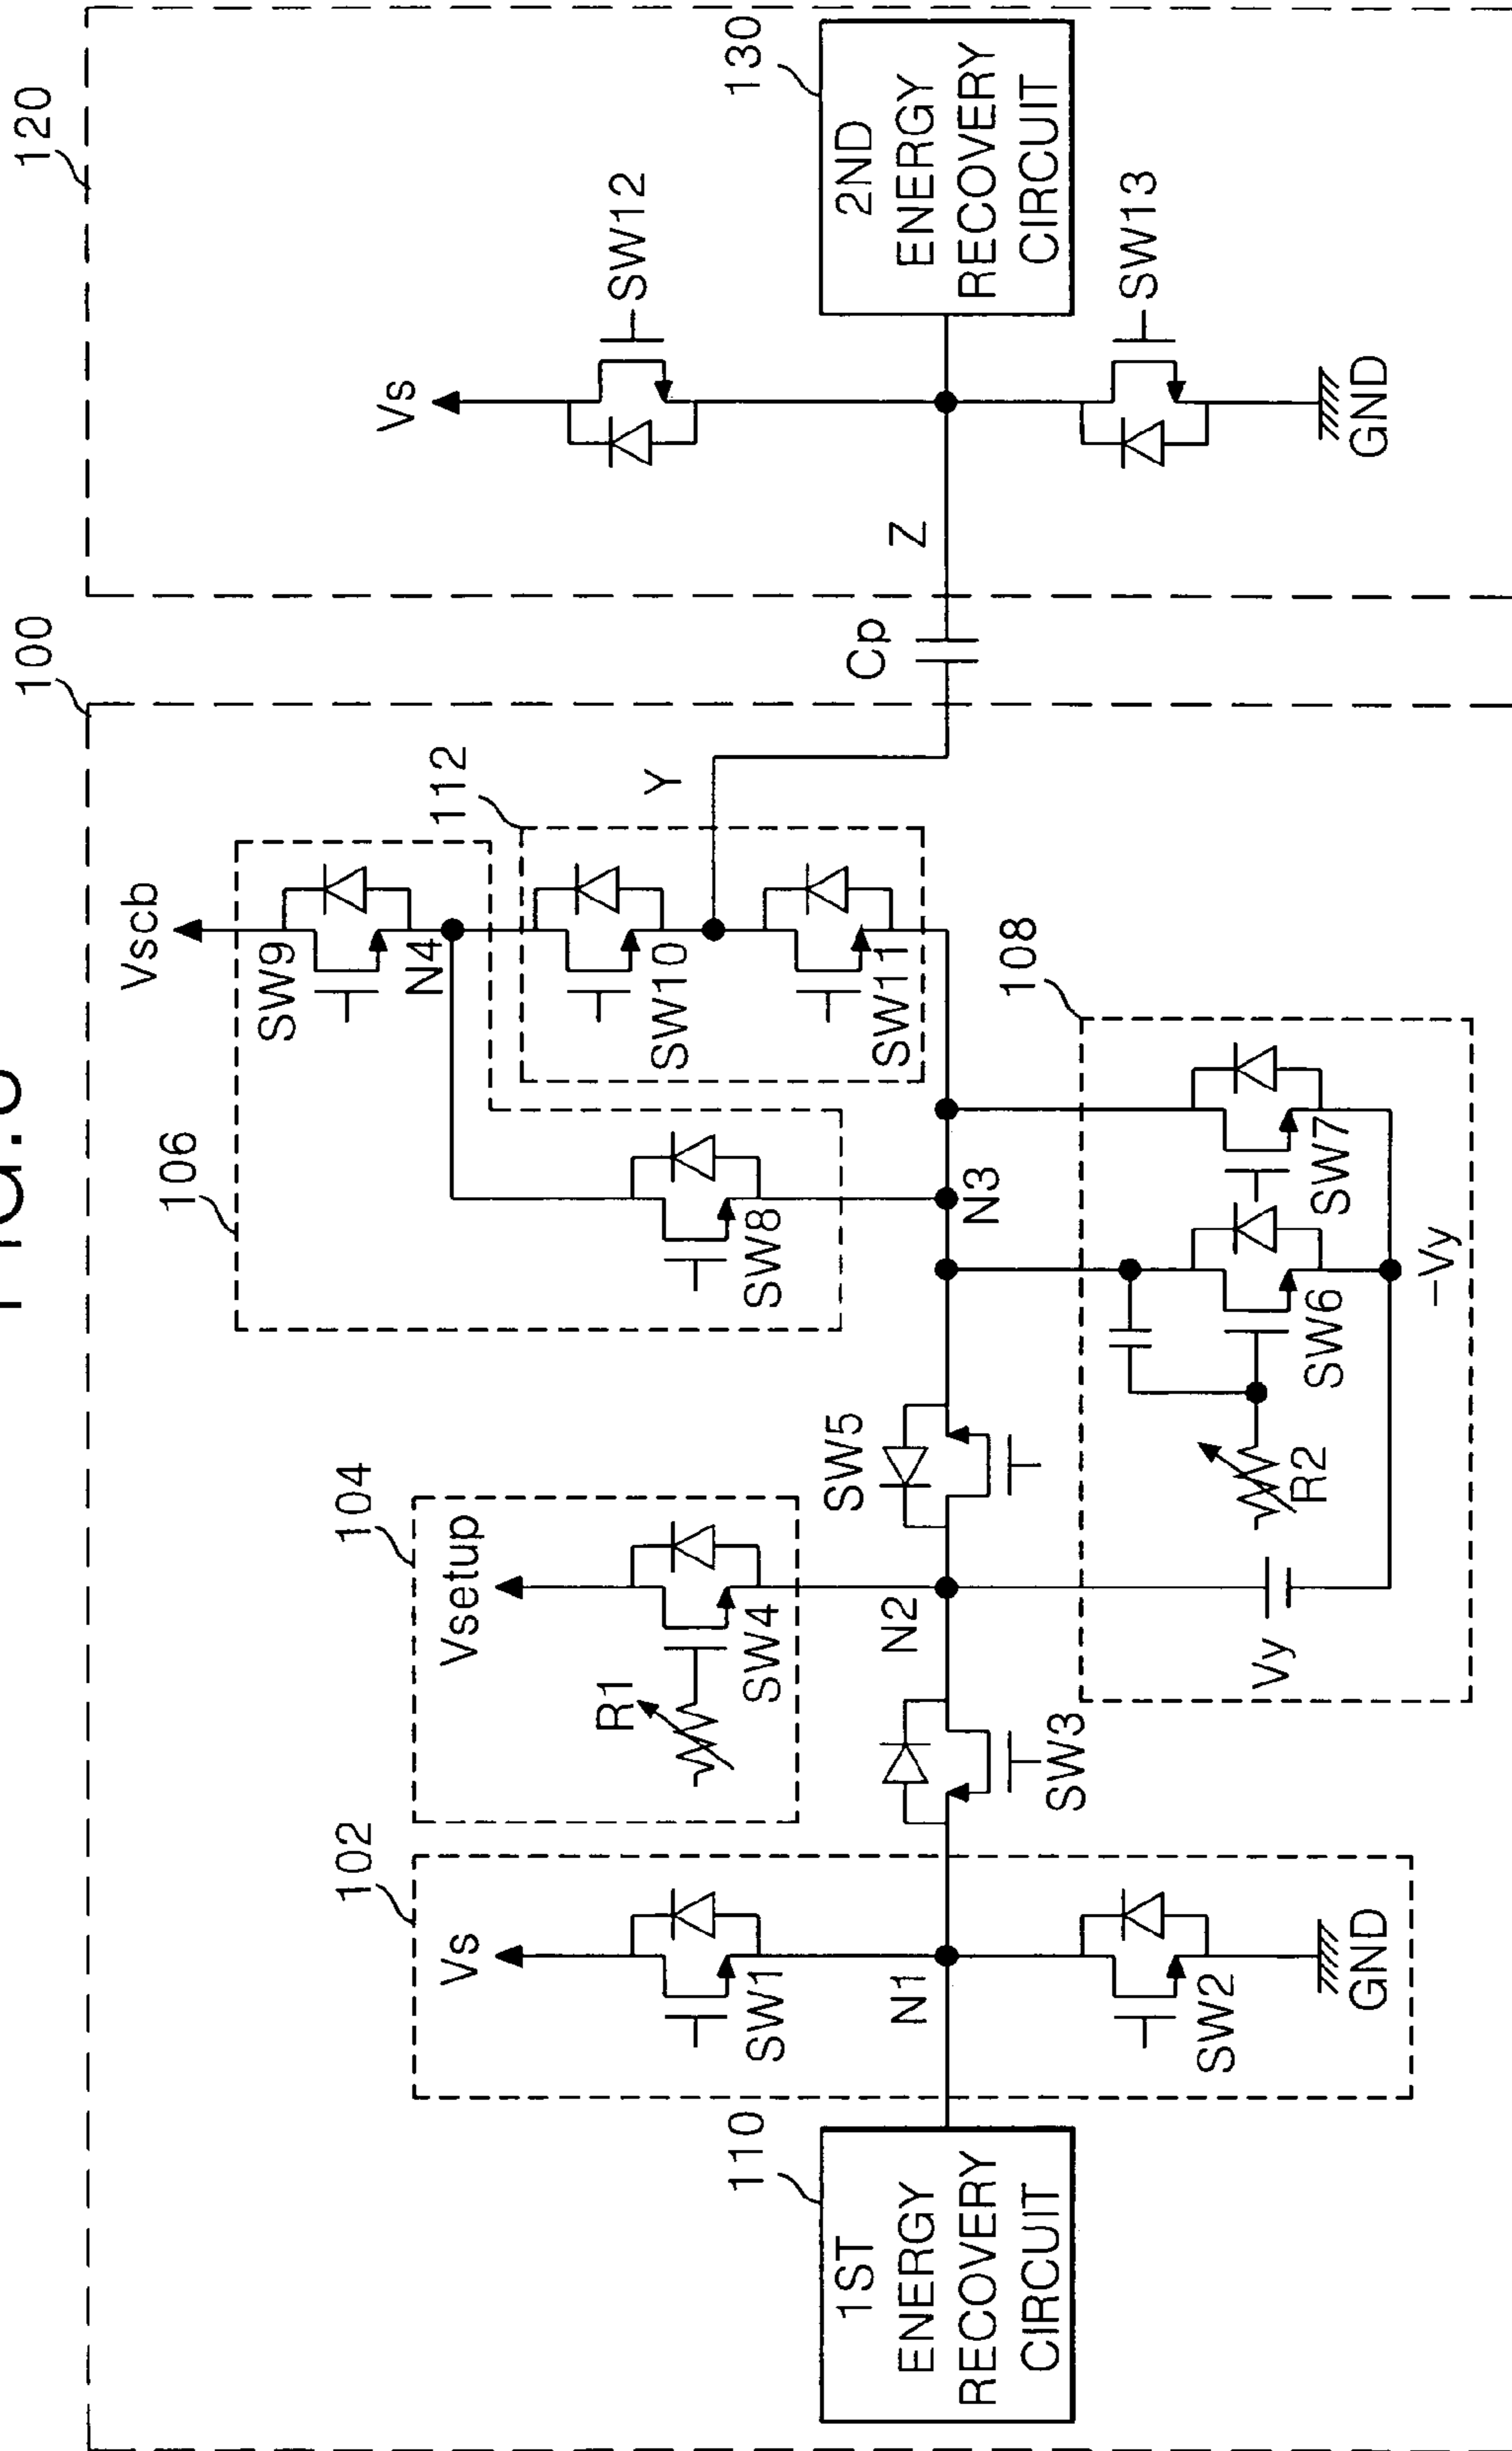 FIG.
100
120
106
Vscb
SW9
N4
112
Y
SW10
SW11
SW8
104
Vsetup
R1
SW4
102
Vs
SW1
110
1ST
ENERGY
RECOVERY
CIRCUIT
N1
SW2
GND
SW3
N2
SW5
N3
108
Vy
R2
SW6
SW7
−Vy
Cp
Z
Vs
SW12
130
2ND
ENERGY
RECOVERY
CIRCUIT
SW13
GND